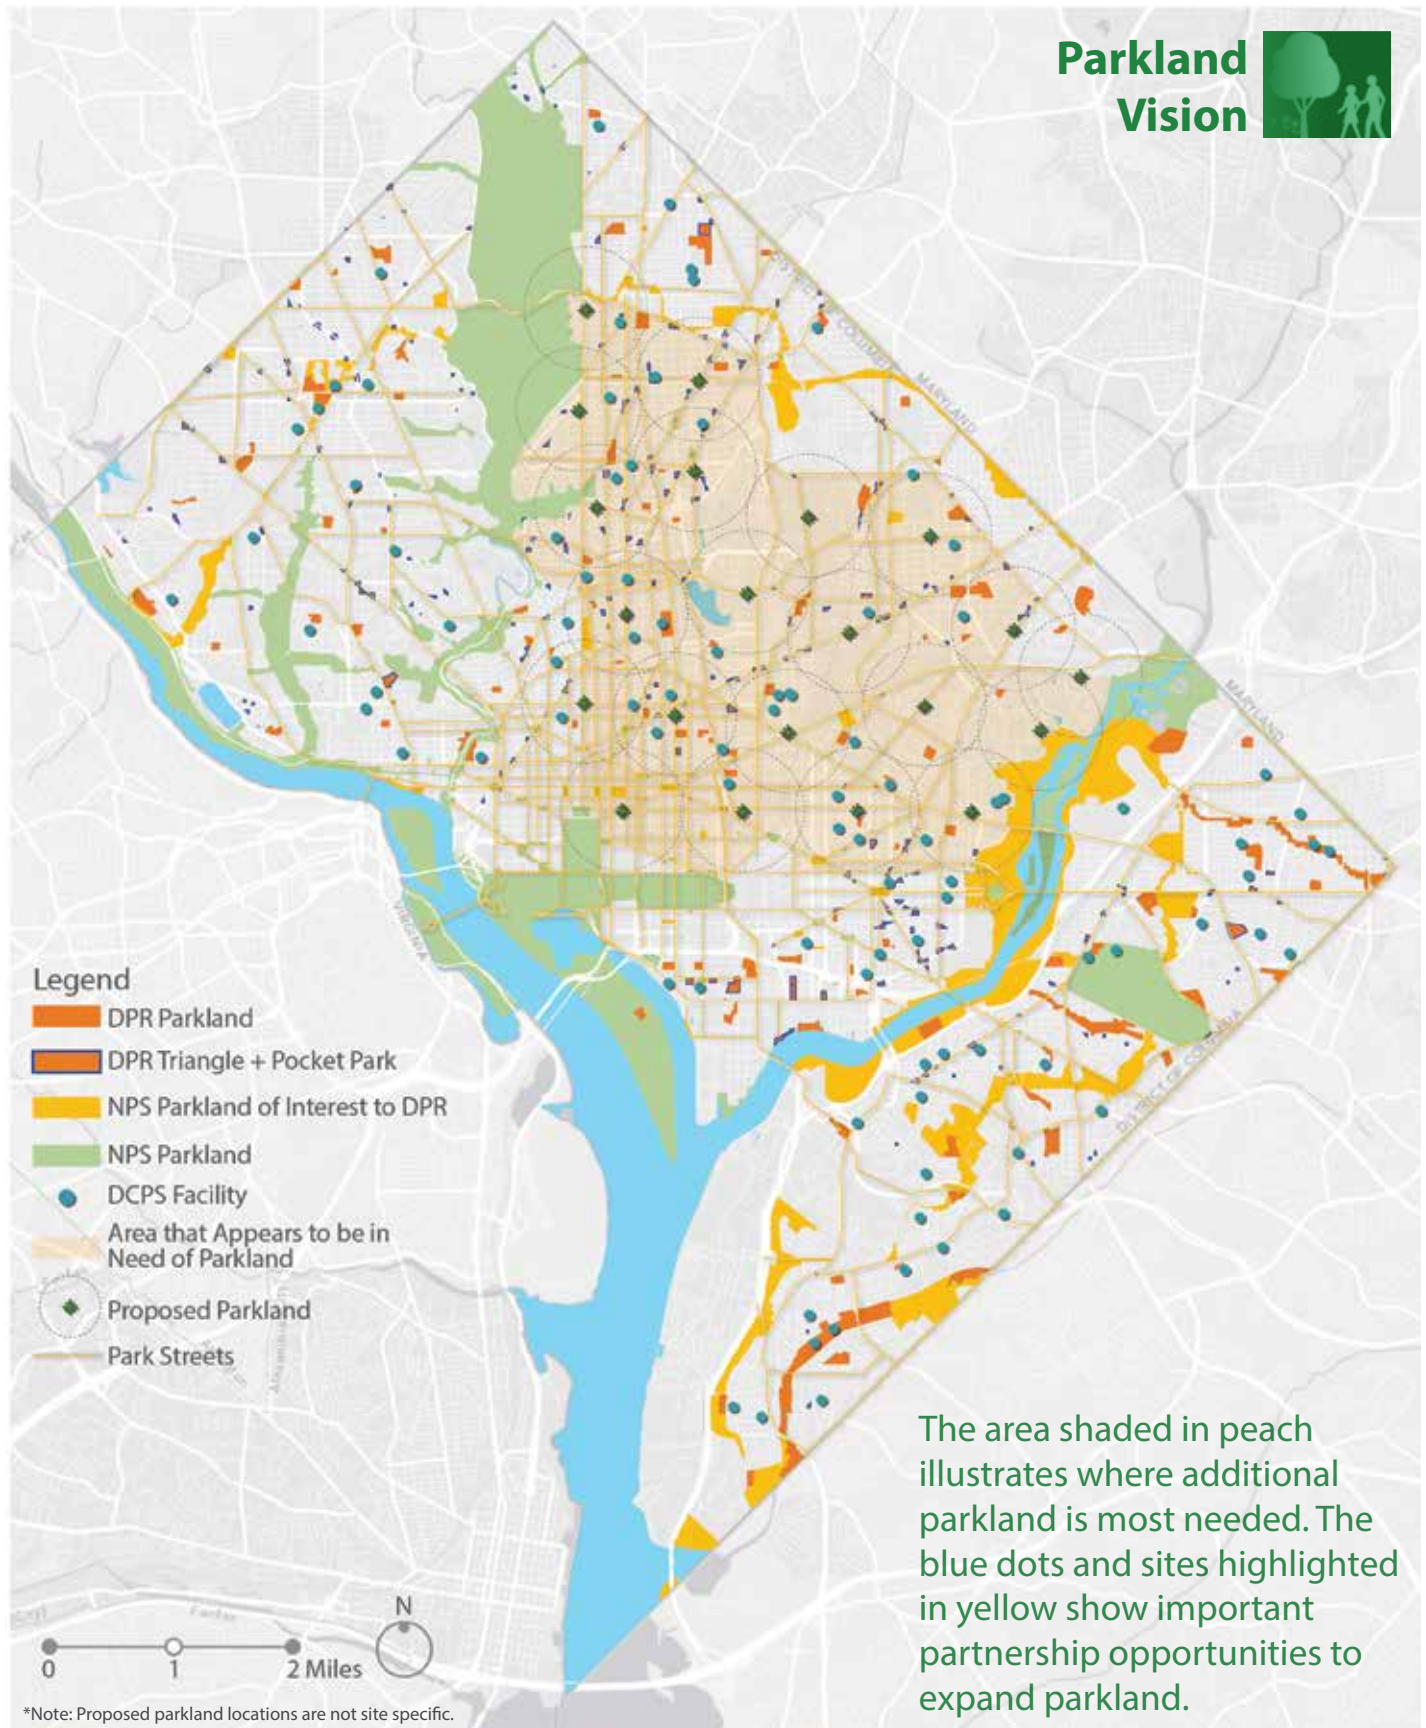 Parkland
Vision
DISTRICT OF COLUMBIA
MARYLAND
MARYLAND
VIRGINIA
DISTRICT OF COLUMBIA
Legend
DPR Parkland
DPR Triangle + Pocket Park
NPS Parkland of Interest to DPR
NPS Parkland
DCPS Facility
Area that Appears to be in
Need of Parkland
Proposed Parkland
Park Streets
The area shaded in peach
illustrates where additional
parkland is most needed. The
blue dots and sites highlighted
in yellow show important
partnership opportunities to
expand parkland.
N
0 1 2 Miles
Fairfax
*Note: Proposed parkland locations are not site specific.